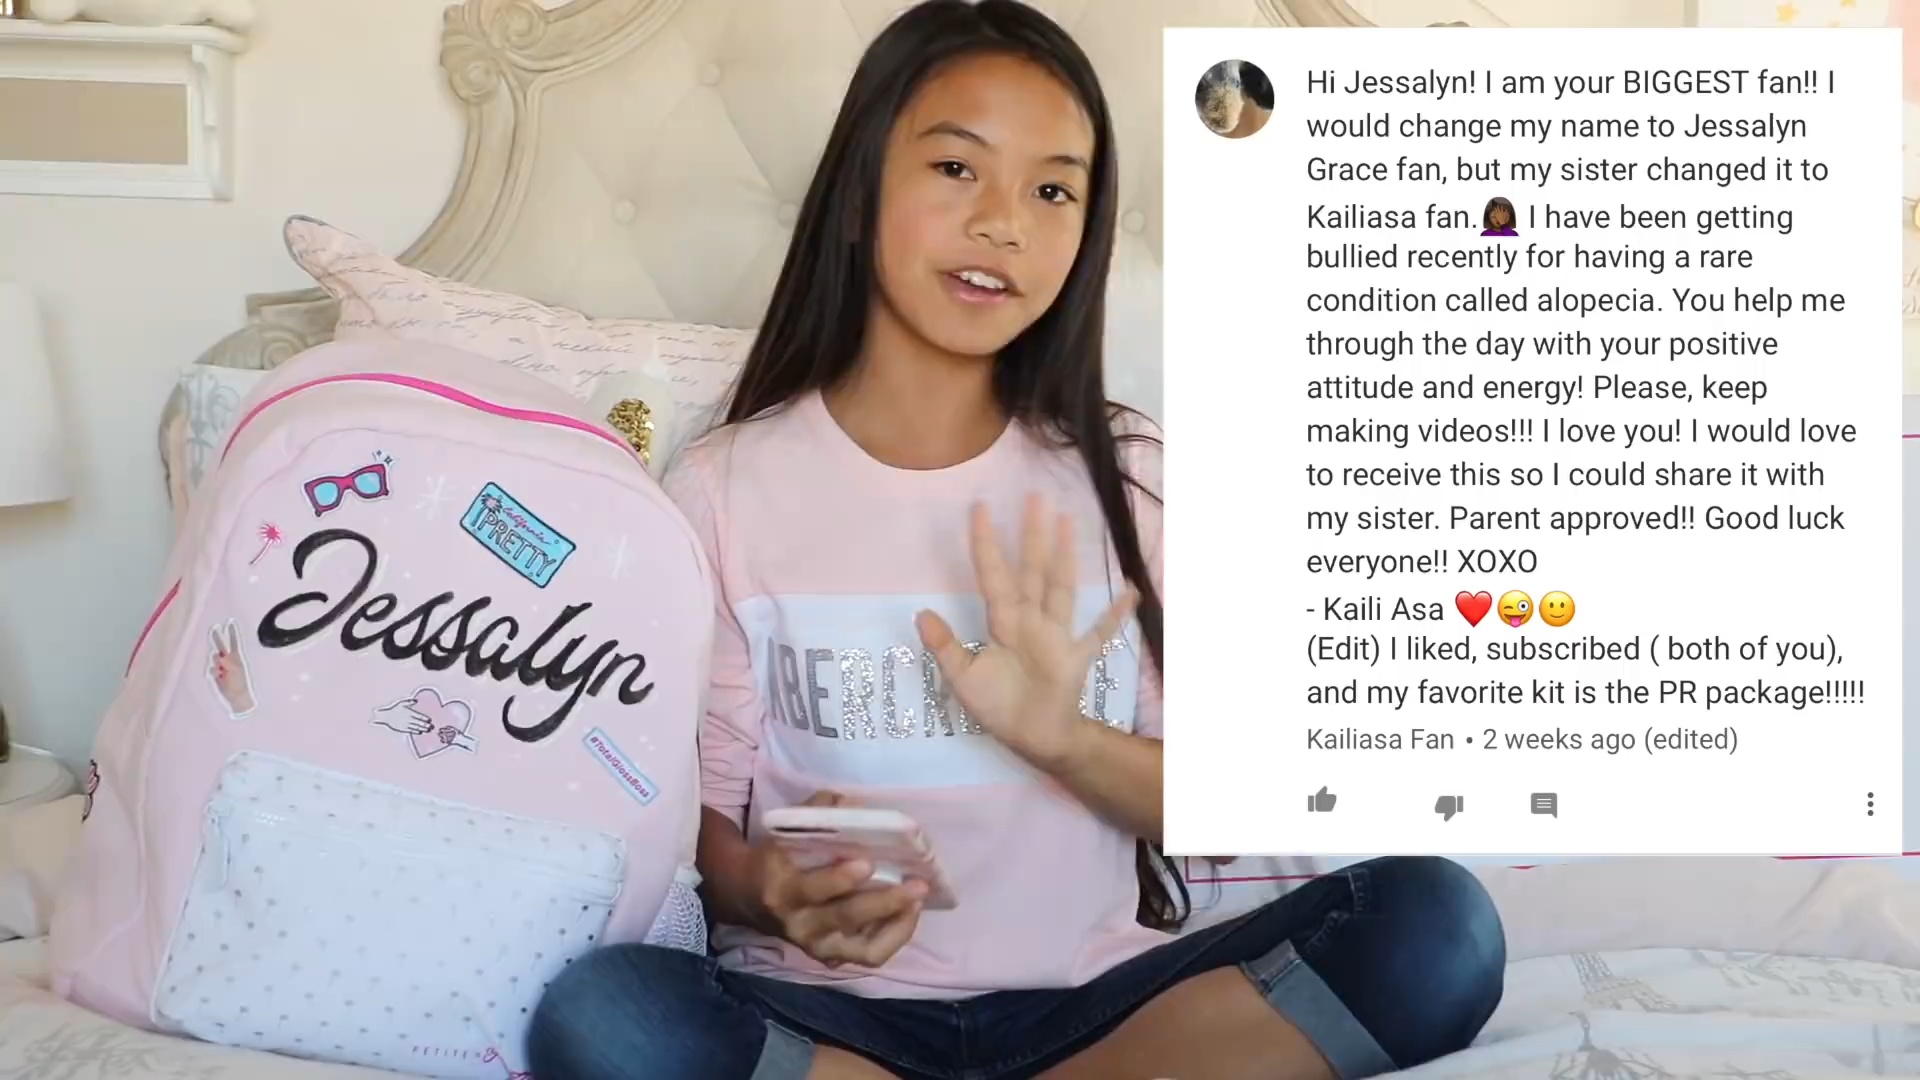 Hi Jessalyn! I am your BIGGEST fan!! I
would change my name to Jessalyn
Grace fan, but my sister changed it to
Kailiasa fan.🤦🏾‍♀️ I have been getting
bullied recently for having a rare
condition called alopecia. You help me
through the day with your positive
attitude and energy! Please, keep
making videos!!! I love you! I would love
to receive this so I could share it with
my sister. Parent approved!! Good luck
everyone!! XOXO
- Kaili Asa ❤️😜🙂
(Edit) I liked, subscribed ( both of you),
and my favorite kit is the PR package!!!!!
Kailiasa Fan • 2 weeks ago (edited)
California
PRETTY
Jessalyn
#TotalGlossBoss